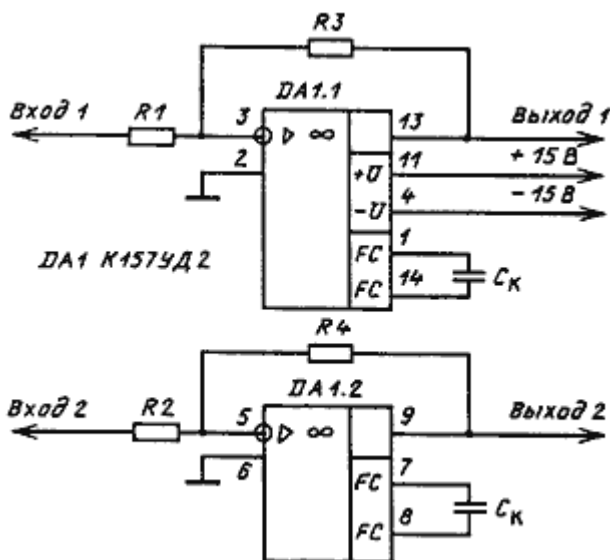 R3
DA1.1
Вход 1
R1
3
▷ ∞
13
Выход 1
2
11
+U
+ 15 В
4
-U
- 15 В
DA1 К157УД2
1
FC
14
FC
Cк
R4
DA1.2
Вход 2
R2
5
▷ ∞
9
Выход 2
6
7
FC
8
FC
Cк